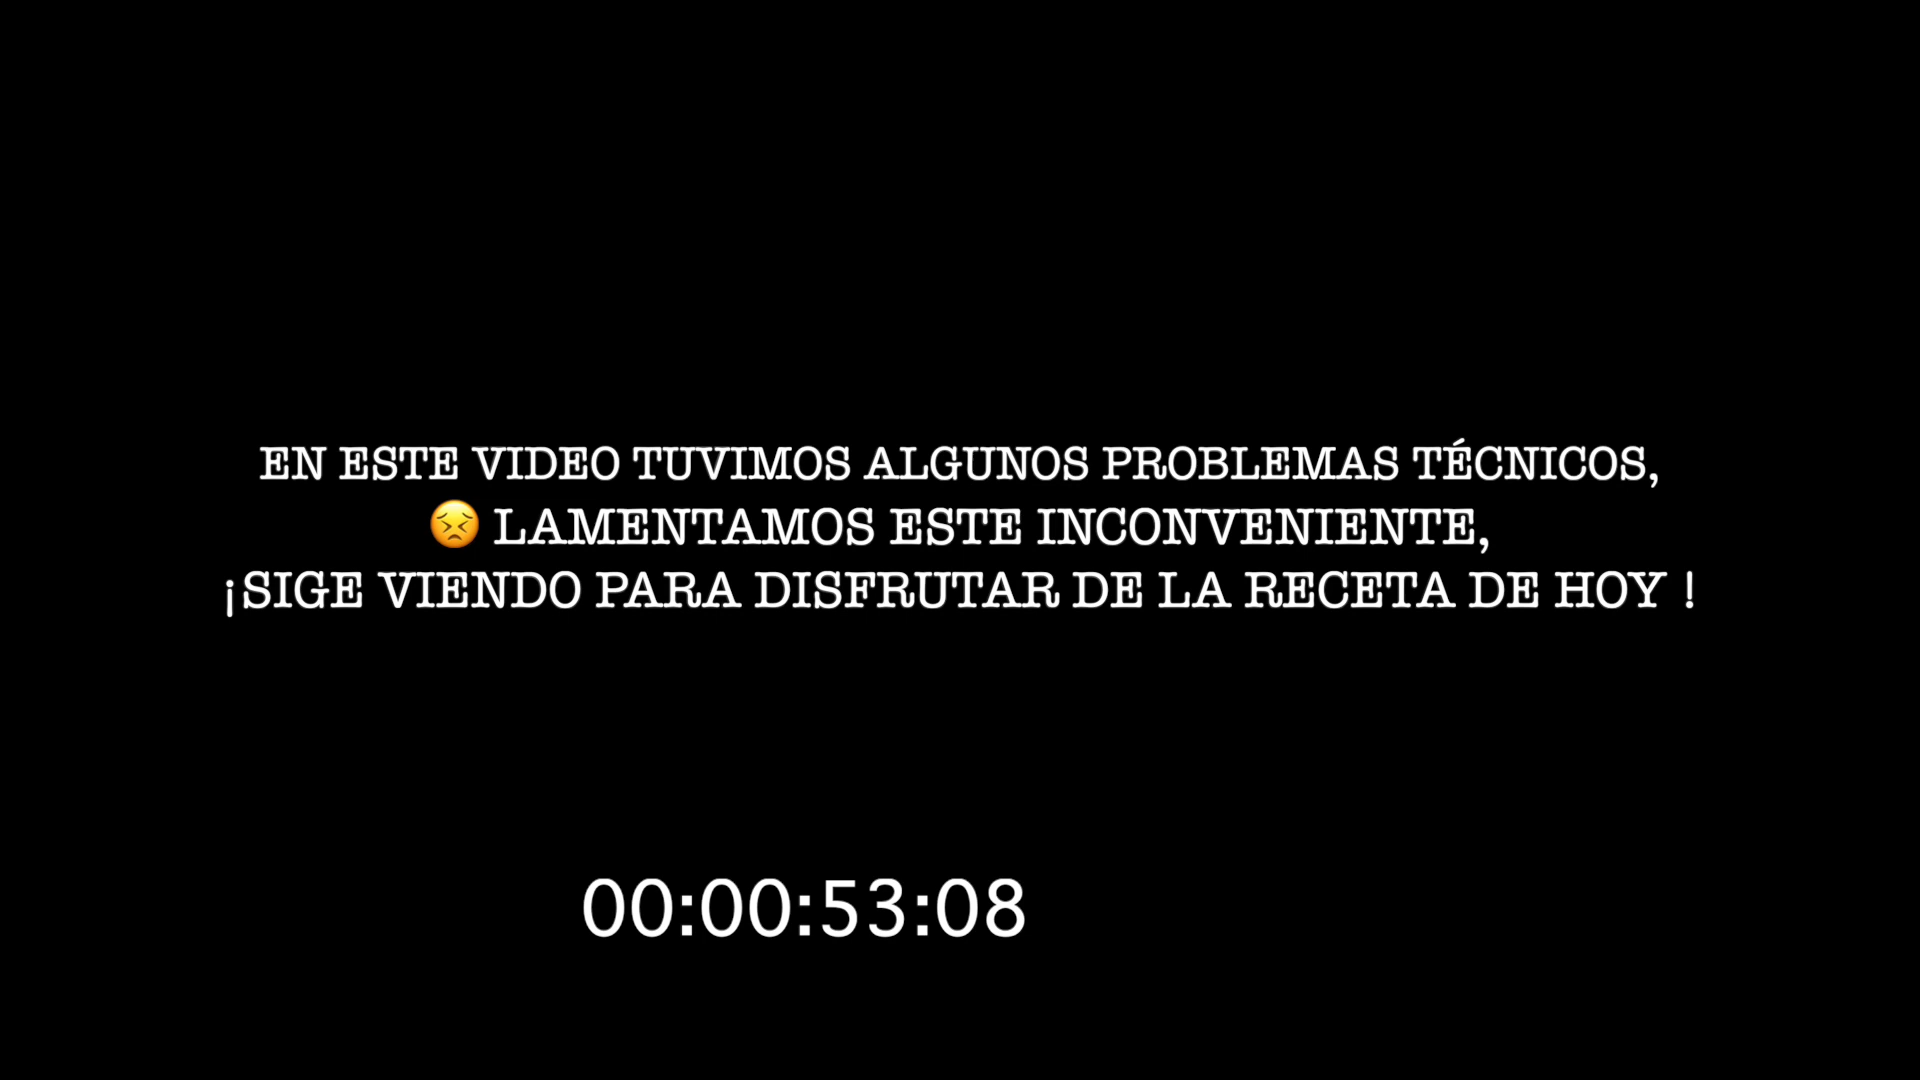 EN ESTE VIDEO TUVIMOS ALGUNOS PROBLEMAS TÉCNICOS,
😣 LAMENTAMOS ESTE INCONVENIENTE,
¡SIGE VIENDO PARA DISFRUTAR DE LA RECETA DE HOY !
00:00:53:08